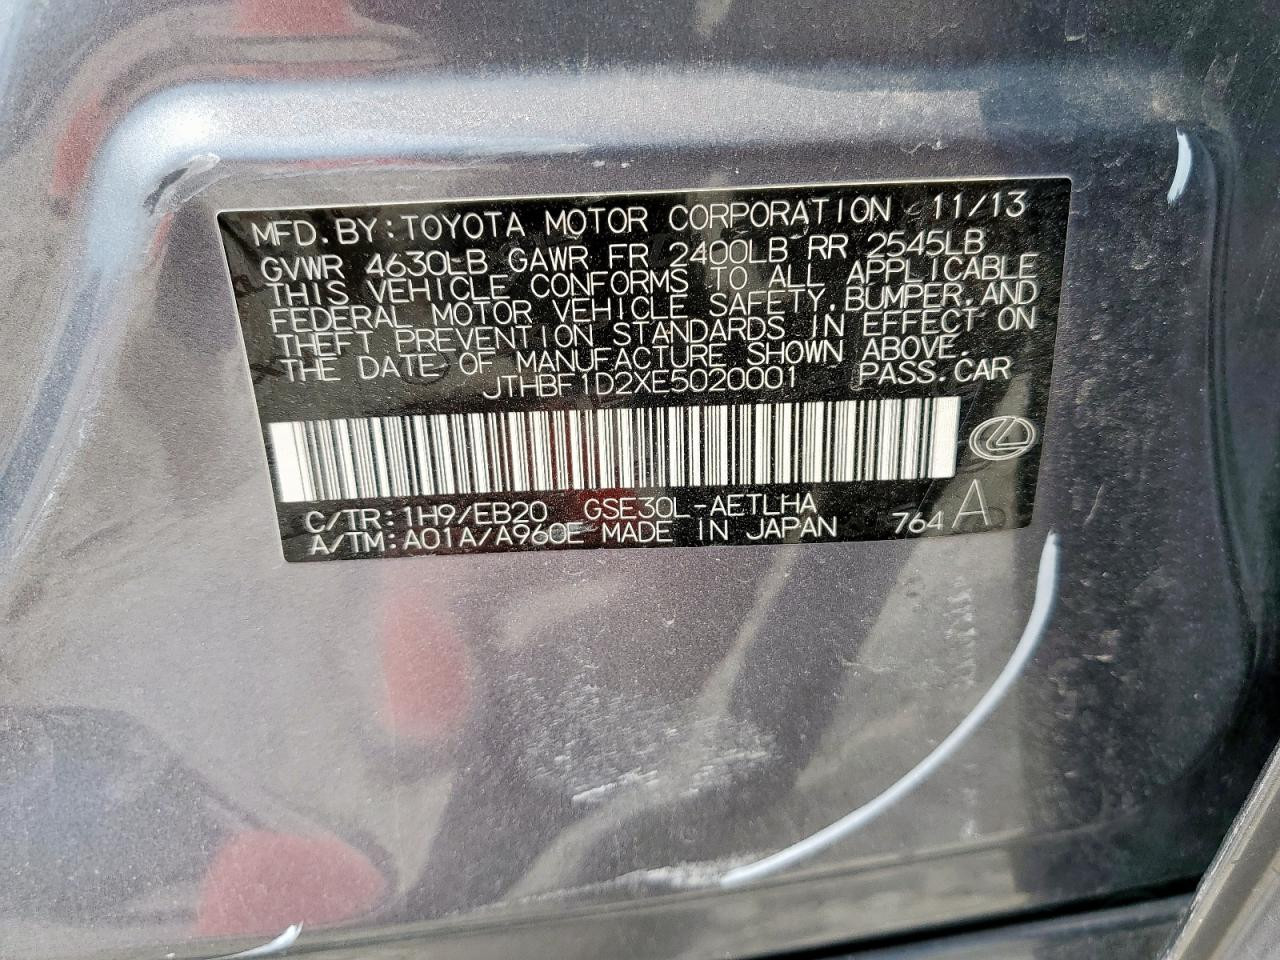 MFD.BY:TOYOTA MOTOR CORPORATION 11/13
GVWR 4630LB GAWR FR 2400LB RR 2545LB
THIS VEHICLE CONFORMS TO ALL APPLICABLE
FEDERAL MOTOR VEHICLE SAFETY,BUMPER,AND
THEFT PREVENTION STANDARDS IN EFFECT ON
THE DATE OF MANUFACTURE SHOWN ABOVE.
JTHBF1D2XE5020001 PASS.CAR
C/TR:1H9/EB20 GSE30L-AETLHA
A/TM:A01A/A960E MADE IN JAPAN 764 A